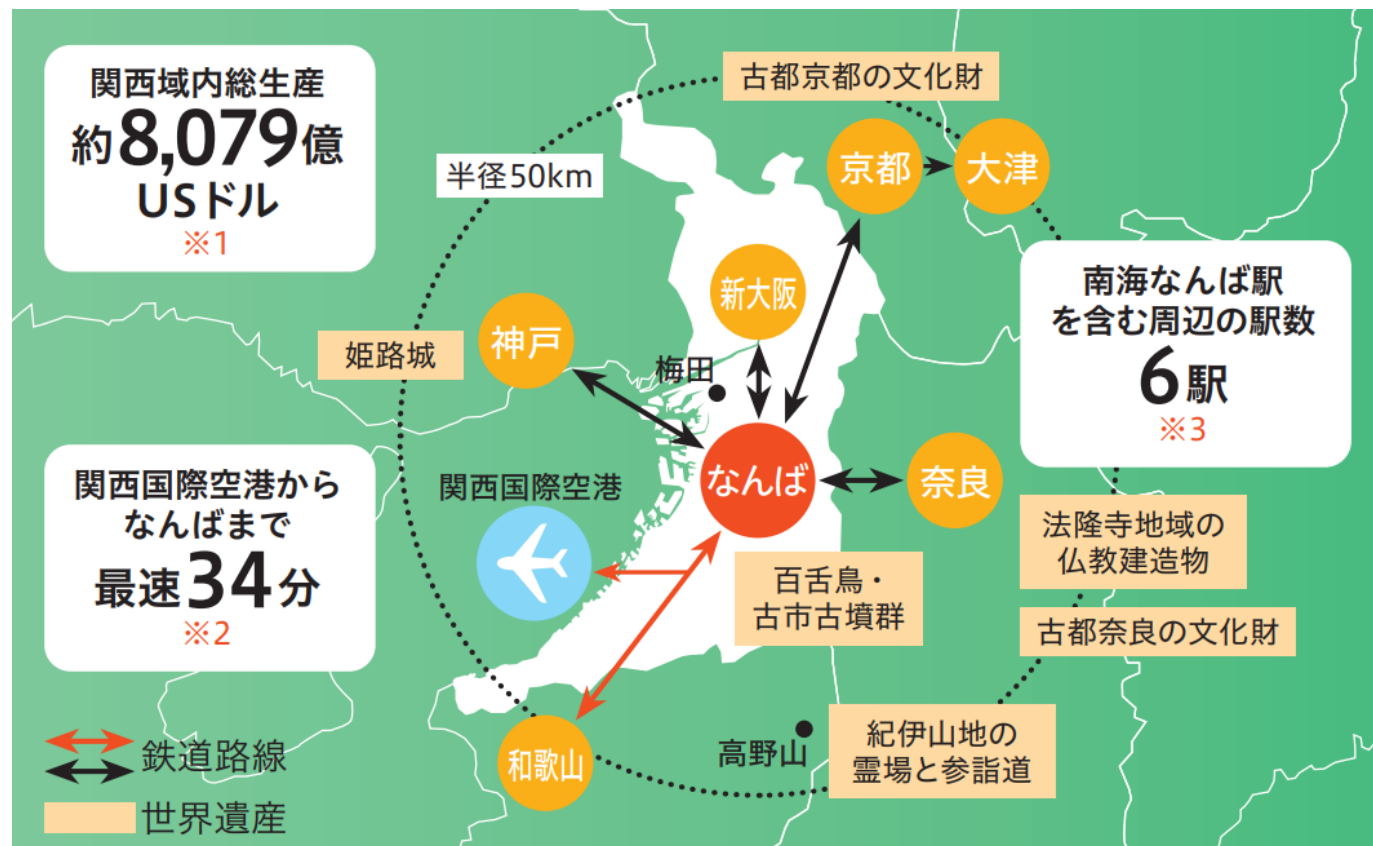 関西域内総生産
約8,079億
USドル
※1
古都京都の文化財
半径50km
京都
大津
新大阪
南海なんば駅
を含む周辺の駅数
6駅
※3
神戸
姫路城
梅田
なんば
奈良
関西国際空港
関西国際空港から
なんばまで
最速34分
※2
法隆寺地域の
仏教建造物
百舌鳥・
古市古墳群
古都奈良の文化財
紀伊山地の
霊場と参詣道
高野山
和歌山
鉄道路線
世界遺産